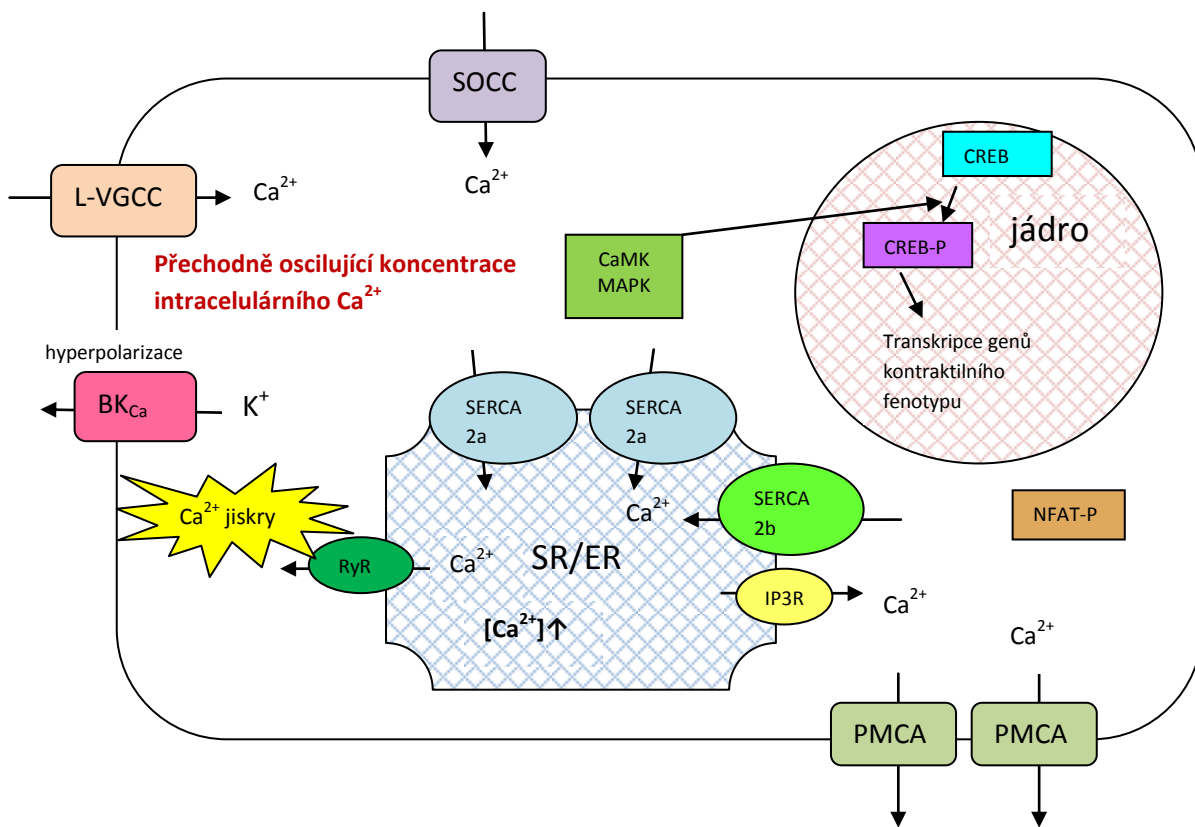 SOCC
CREB
L-VGCC
Ca²⁺
Ca²⁺
CREB-P
jádro
Přechodně oscilující koncentrace
intracelulárního Ca²⁺
CaMK
MAPK
Transkripce genů
kontraktilního
fenotypu
hyperpolarizace
BKCa
K⁺
SERCA
2a
SERCA
2a
Ca²⁺ jiskry
Ca²⁺
SERCA
2b
NFAT-P
RyR
Ca²⁺
SR/ER
IP3R
Ca²⁺
[Ca²⁺]↑
Ca²⁺
PMCA
PMCA